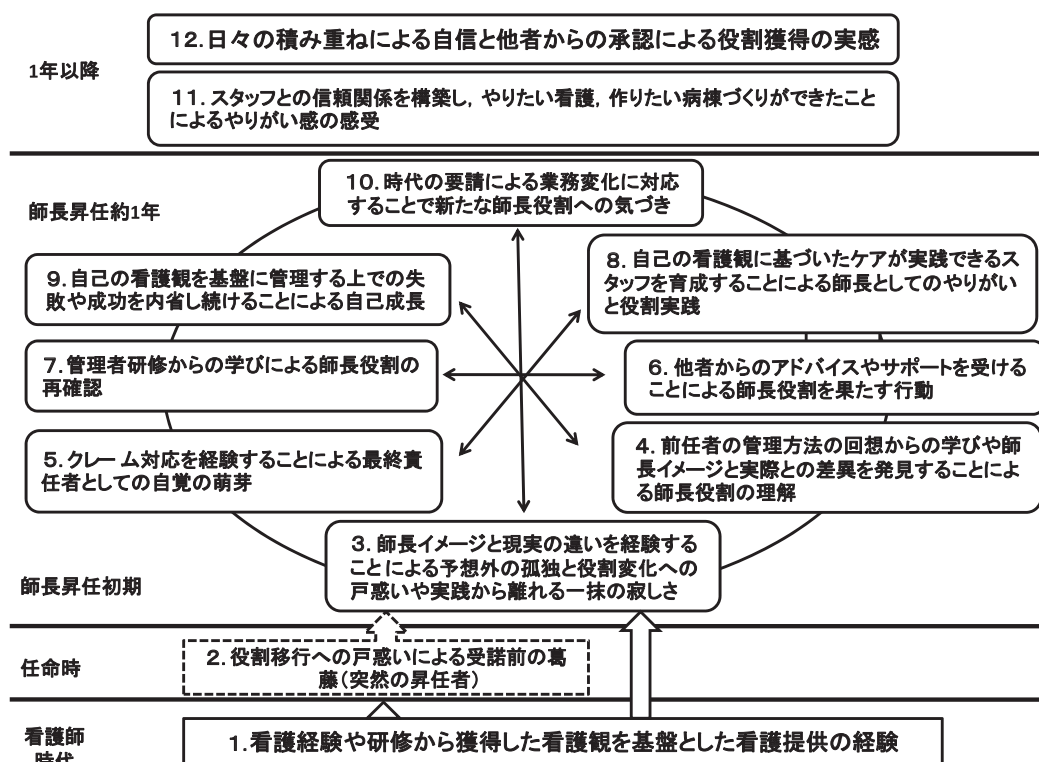 12.日々の積み重ねによる自信と他者からの承認による役割獲得の実感
1年以降
11.スタッフとの信頼関係を構築し，やりたい看護，作りたい病棟づくりができたこと
によるやりがい感の感受
10.時代の要請による業務変化に対応
することで新たな師長役割への気づき
師長昇任約1年
9.自己の看護観を基盤に管理する上での失
敗や成功を内省し続けることによる自己成長
8.自己の看護観に基づいたケアが実践できるス
タッフを育成することによる師長としてのやりがい
と役割実践
7.管理者研修からの学びによる師長役割の
再確認
6.他者からのアドバイスやサポートを受ける
ことによる師長役割を果たす行動
5.クレーム対応を経験することによる最終責
任者としての自覚の萌芽
4.前任者の管理方法の回想からの学びや師
長イメージと実際との差異を発見することによ
る師長役割の理解
3.師長イメージと現実の違いを経験する
ことによる予想外の孤独と役割変化への
戸惑いや実践から離れる一抹の寂しさ
師長昇任初期
任命時
2.役割移行への戸惑いによる受諾前の葛
藤(突然の昇任者)
看護師
時代
1.看護経験や研修から獲得した看護観を基盤とした看護提供の経験